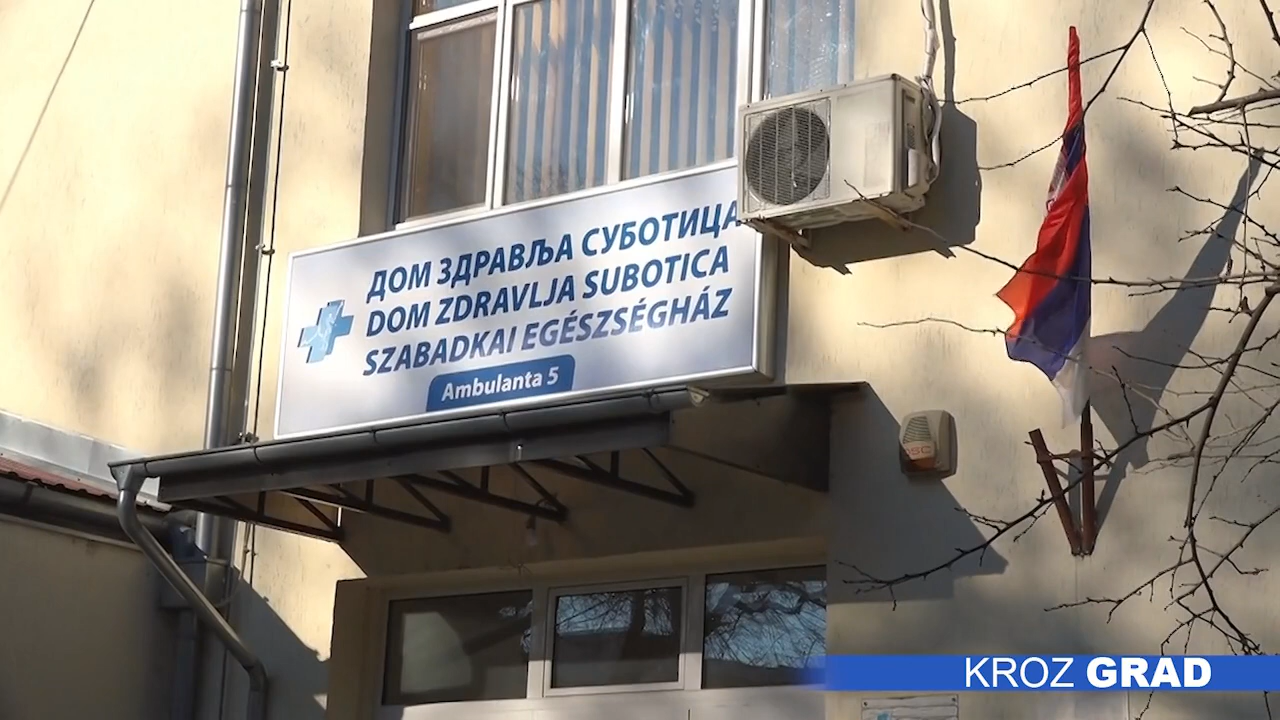 ДОМ ЗДРАВЉА СУБОТИЦА
DOM ZDRAVLJA SUBOTICA
SZABADKAI EGÉSZSÉGHÁZ
Ambulanta 5
KROZ GRAD